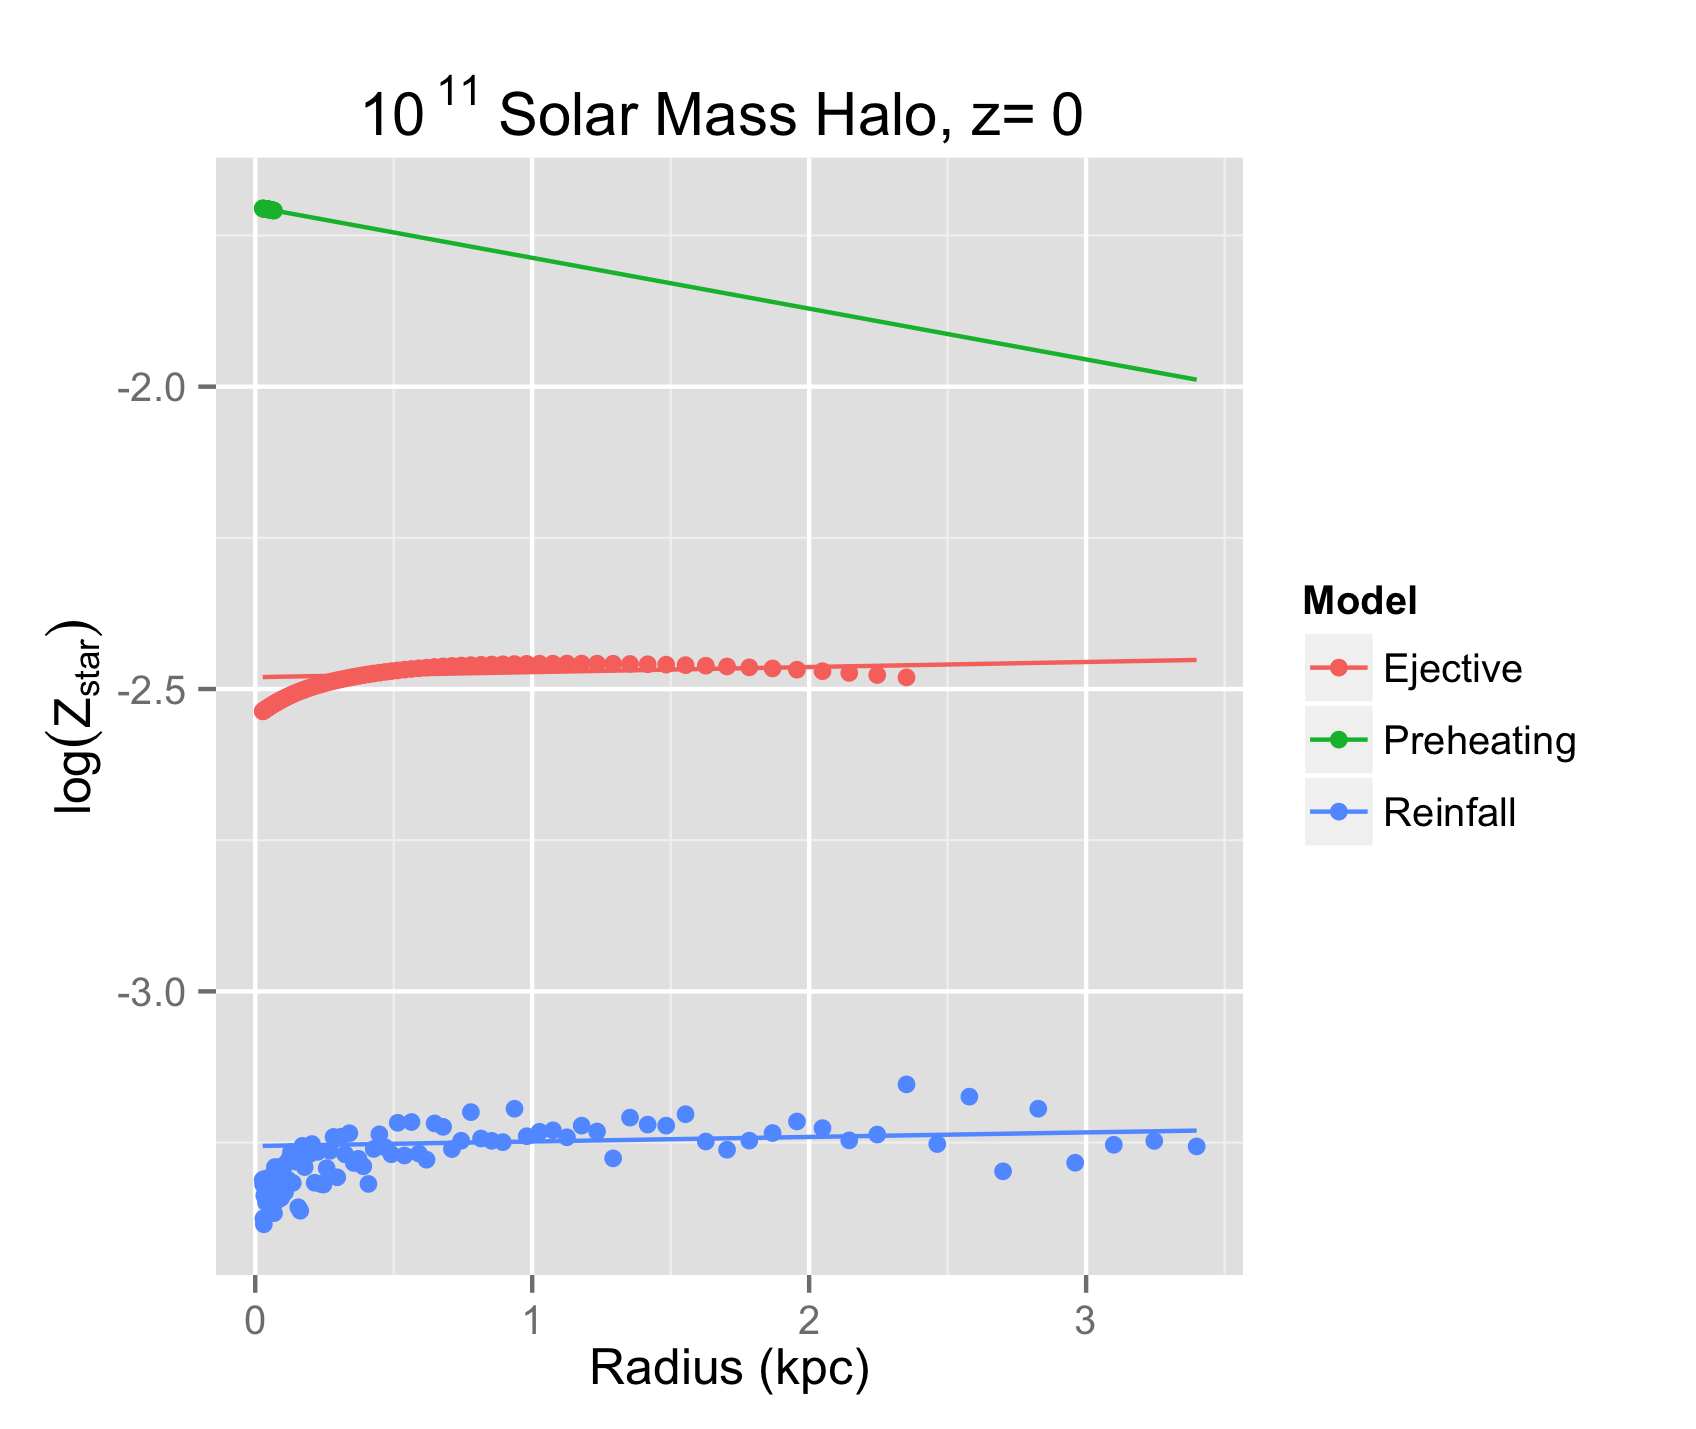 10 11 Solar Mass Halo, z= 0
log(Zstar)
-2.0
-2.5
-3.0
0 1 2 3
Radius (kpc)
Model
Ejective
Preheating
Reinfall